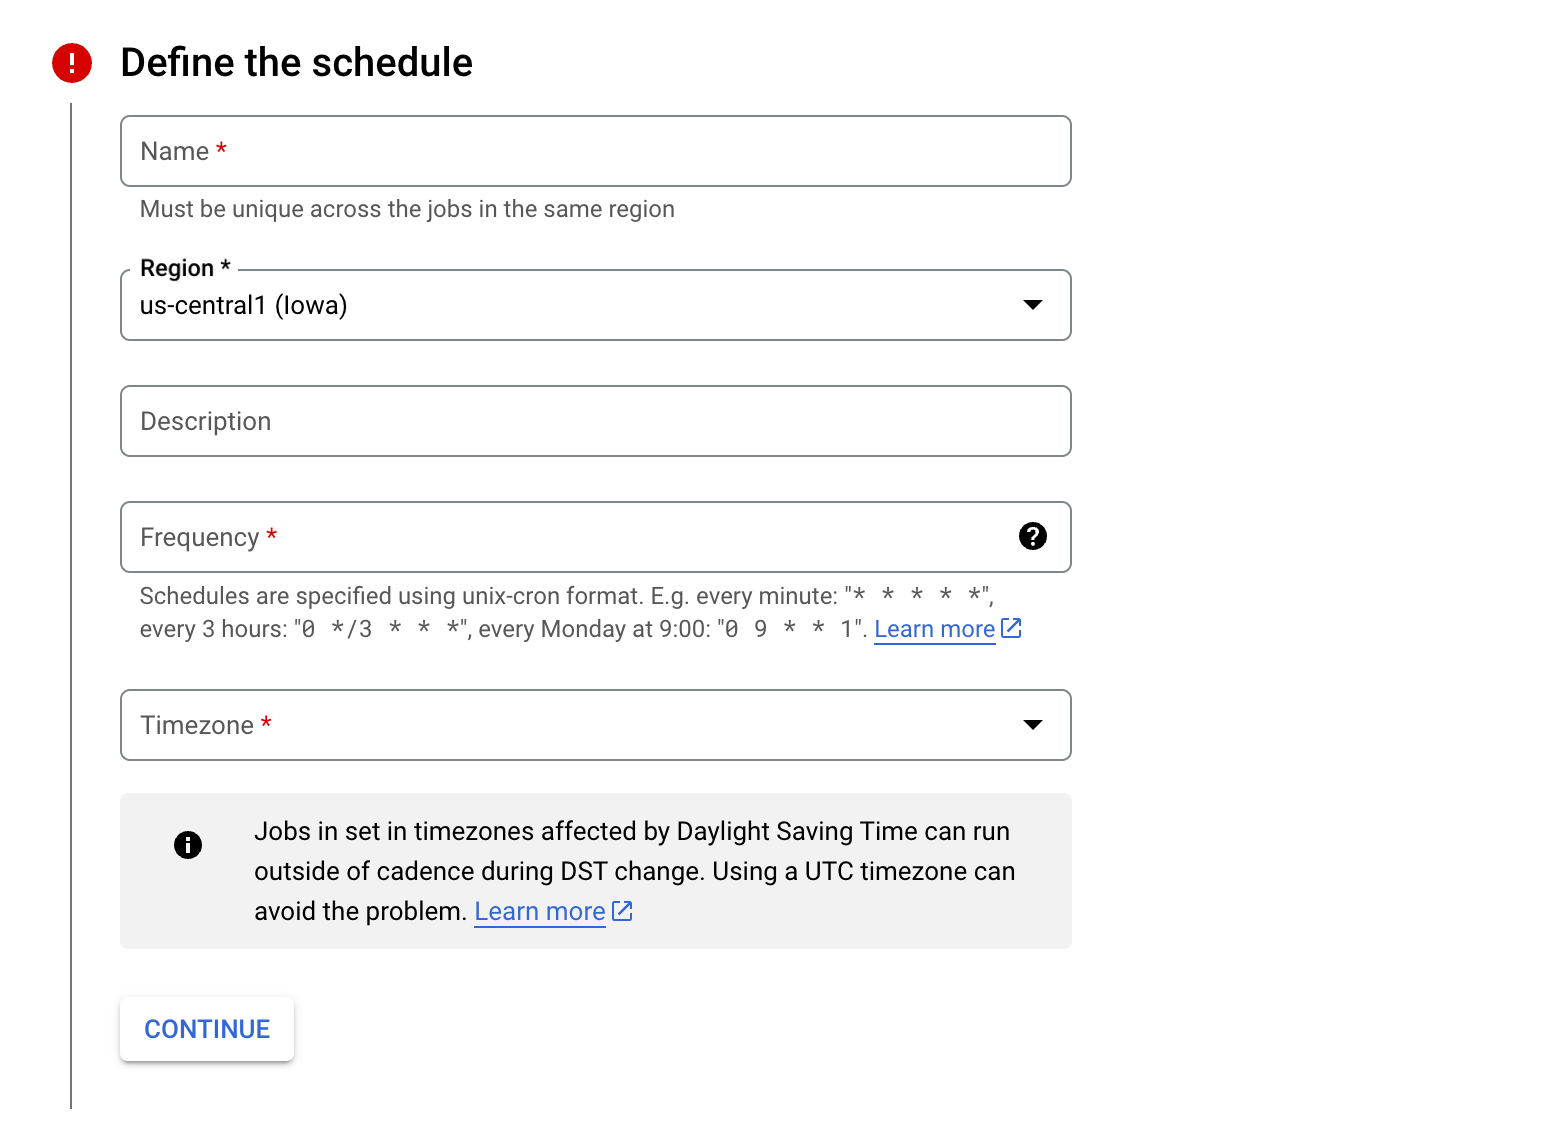 Define the schedule
Name *
Must be unique across the jobs in the same region
Region *
us-central1 (Iowa)
Description
Frequency *
Schedules are specified using unix-cron format. E.g. every minute: "* * * * *",
every 3 hours: "0 */3 * * *", every Monday at 9:00: "0 9 * * 1". Learn more
Timezone *
Jobs in set in timezones affected by Daylight Saving Time can run
outside of cadence during DST change. Using a UTC timezone can
avoid the problem. Learn more
CONTINUE